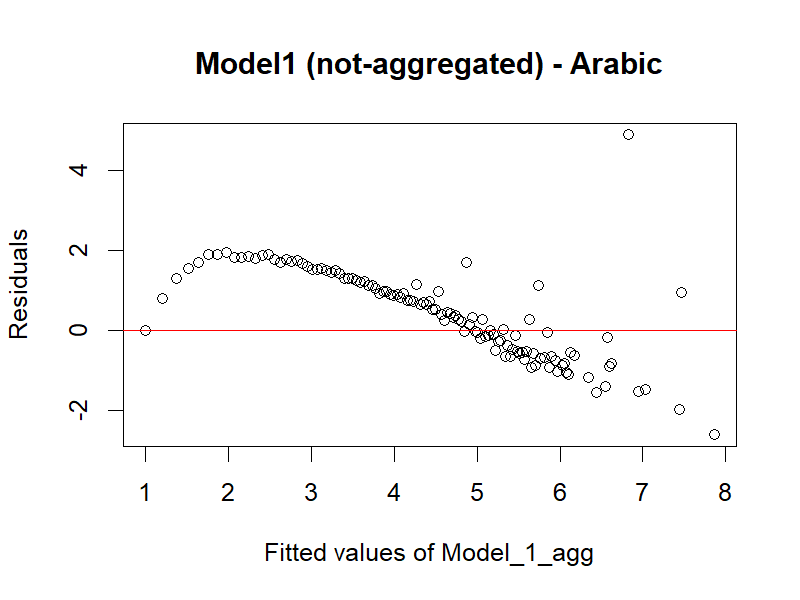 Model1 (not-aggregated) - Arabic
Residuals
4
2
0
-2
1 2 3 4 5 6 7 8
Fitted values of Model_1_agg